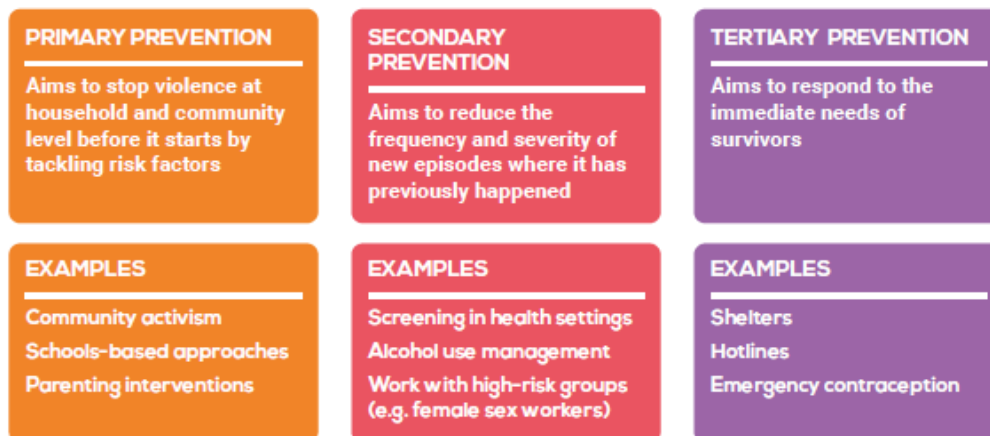 PRIMARY PREVENTION
Aims to stop violence at
household and community
level before it starts by
tackling risk factors
SECONDARY
PREVENTION
Aims to reduce the
frequency and severity of
new episodes where it has
previously happened
TERTIARY PREVENTION
Aims to respond to the
immediate needs of
survivors
EXAMPLES
Community activism
Schools-based approaches
Parenting interventions
EXAMPLES
Screening in health settings
Alcohol use management
Work with high-risk groups
(e.g. female sex workers)
EXAMPLES
Shelters
Hotlines
Emergency contraception